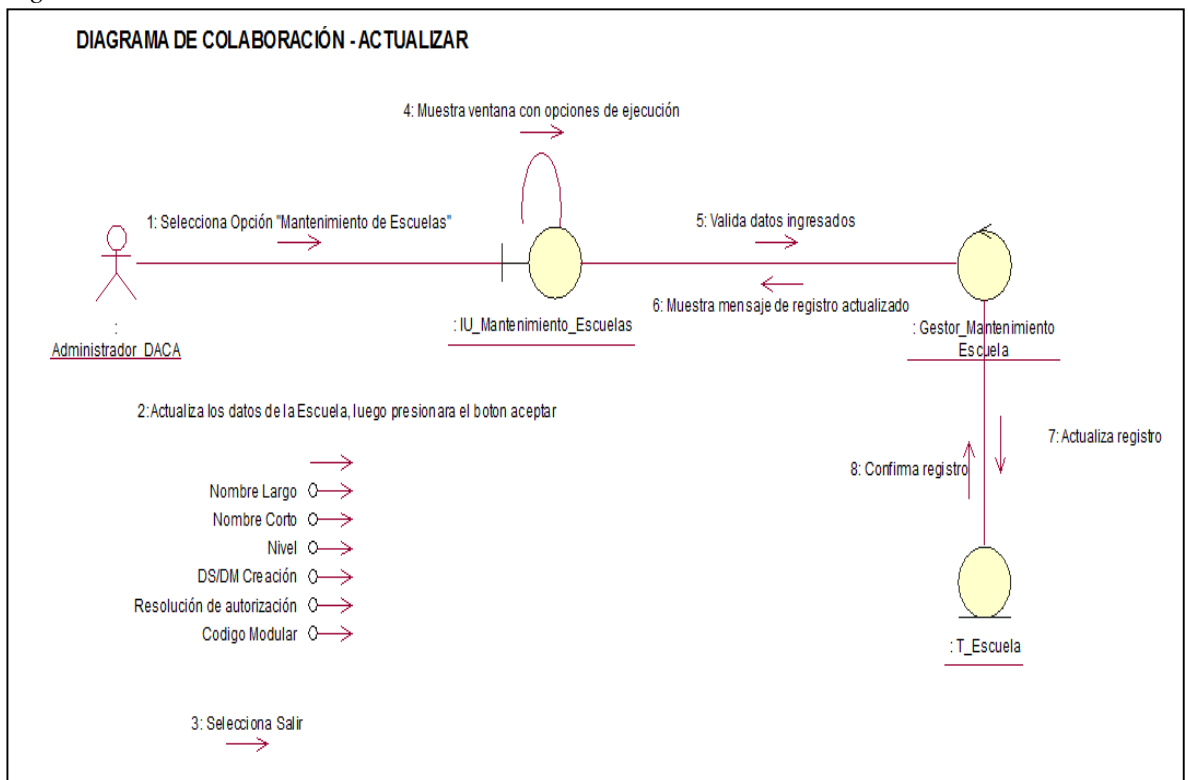 DIAGRAMA DE COLABORACIÓN - ACTUALIZAR
4: Muestra ventana con opciones de ejecución
1: Selecciona Opción "Mantenimiento de Escuelas"
5: Valida datos ingresados
6: Muestra mensaje de registro actualizado
: IU_Mantenimiento_Escuelas
: Gestor_Mantenimiento
Escuela
:
Administrador_DACA
2: Actualiza los datos de la Escuela, luego presionara el boton aceptar
7: Actualiza registro
8: Confirma registro
Nombre Largo
Nombre Corto
Nivel
DS/DM Creación
Resolución de autorización
Codigo Modular
: T_Escuela
3: Selecciona Salir